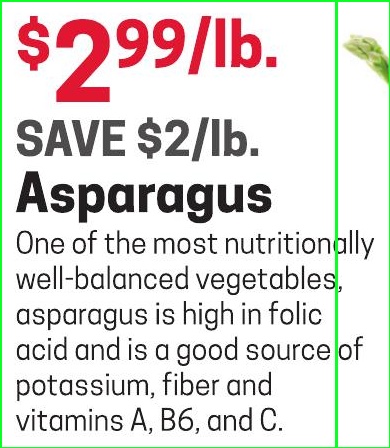 $2.99/lb.
SAVE $2/lb.
Asparagus
One of the most nutritionally
well-balanced vegetables,
asparagus is high in folic
acid and is a good source of
potassium, fiber and
vitamins A, B6, and C.